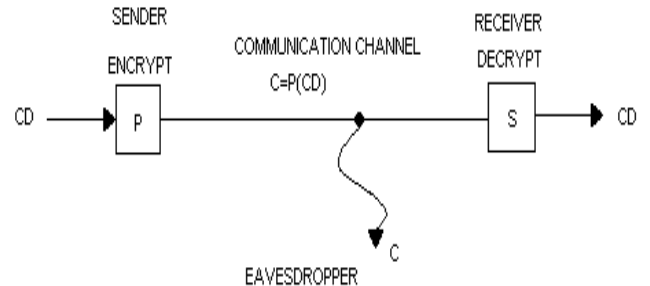 SENDER
RECEIVER
COMMUNICATION CHANNEL
ENCRYPT
DECRYPT
C=P(CD)
CD
P
S
CD
C
EAVESDROPPER